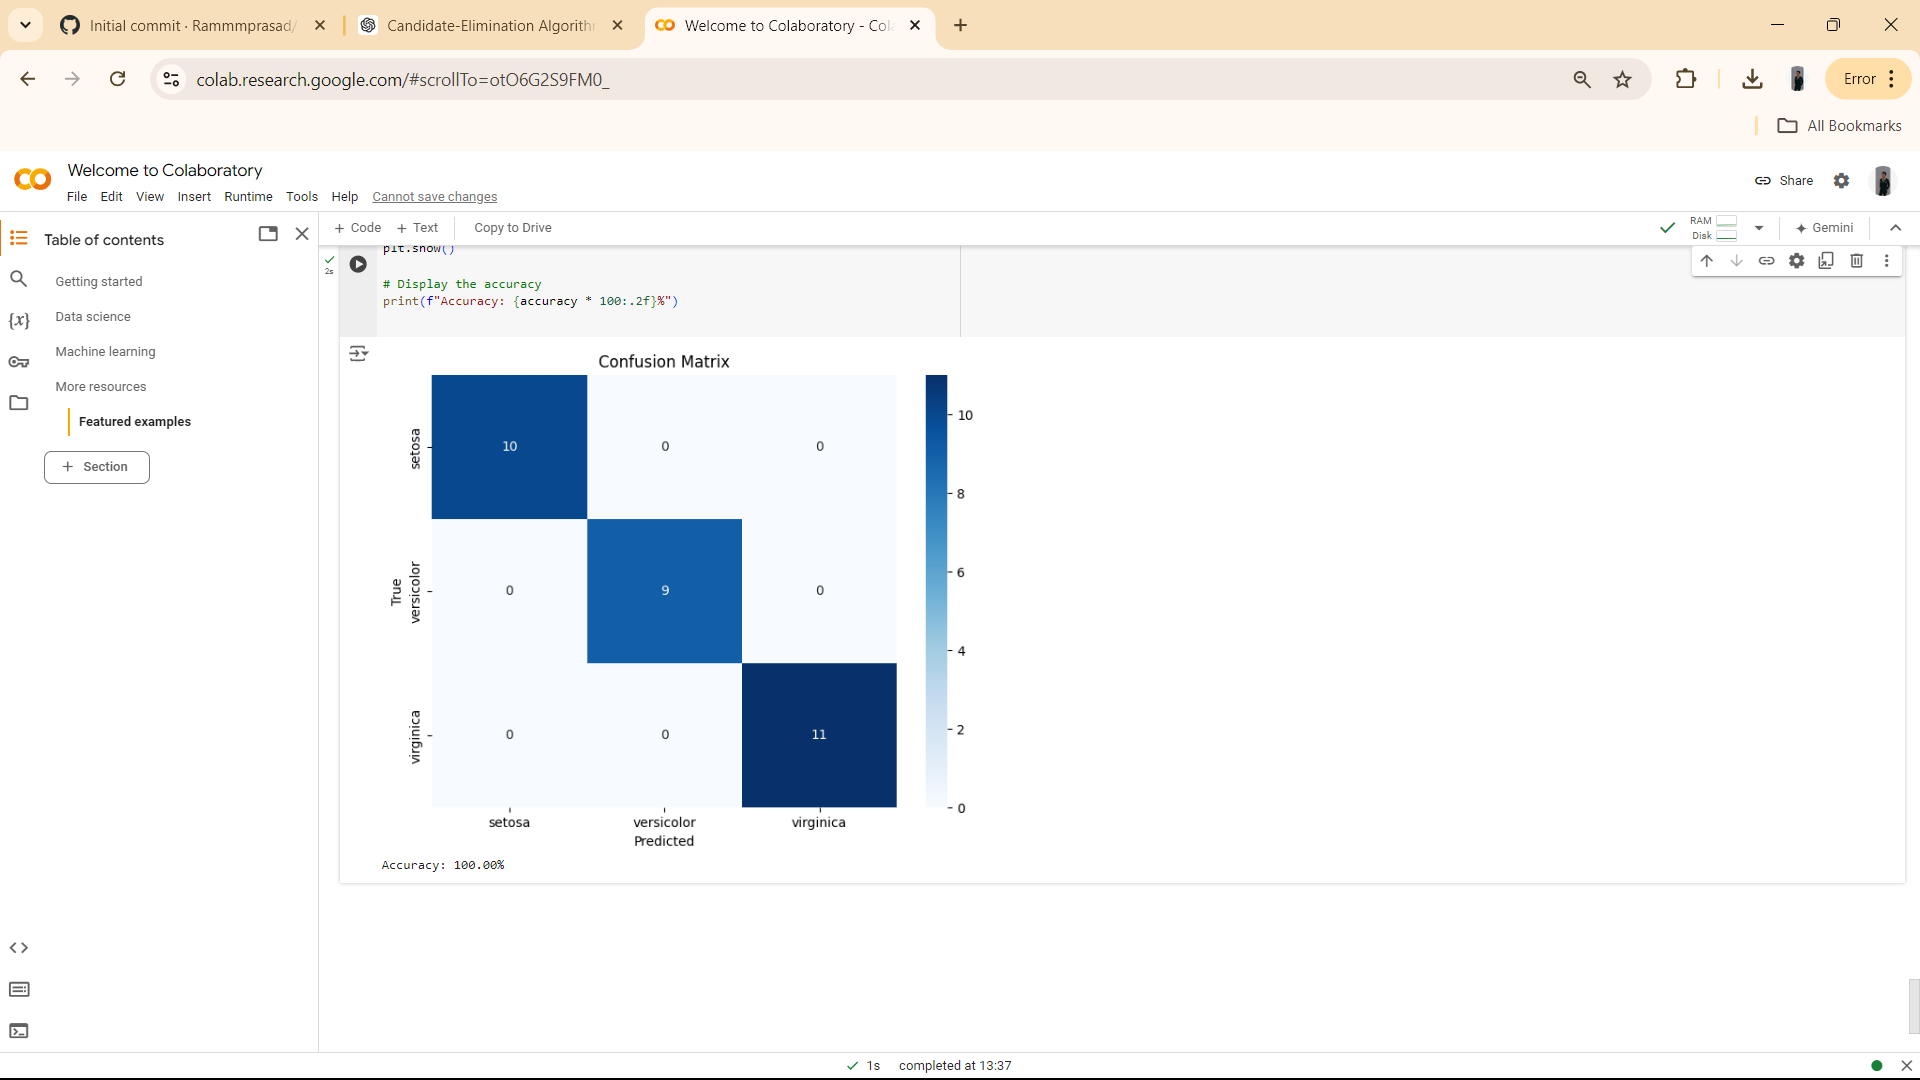 Initial commit · Rammmprasad/
Candidate-Elimination Algorith
Welcome to Colaboratory - Col
colab.research.google.com/#scrollTo=otO6G2S9FM0_
Error
All Bookmarks
Welcome to Colaboratory
File Edit View Insert Runtime Tools Help Cannot save changes
Share
Table of contents
+ Code + Text Copy to Drive
RAM
Disk
Gemini
Getting started
Data science
Machine learning
More resources
Featured examples
+ Section
{x}
2s
plt.show()
# Display the accuracy
print(f"Accuracy: {accuracy * 100:.2f}%")
Confusion Matrix
setosa
10 0 0
True
versicolor
0 9 0
virginica
0 0 11
setosa versicolor virginica
Predicted
10
8
6
4
2
0
Accuracy: 100.00%
1s completed at 13:37